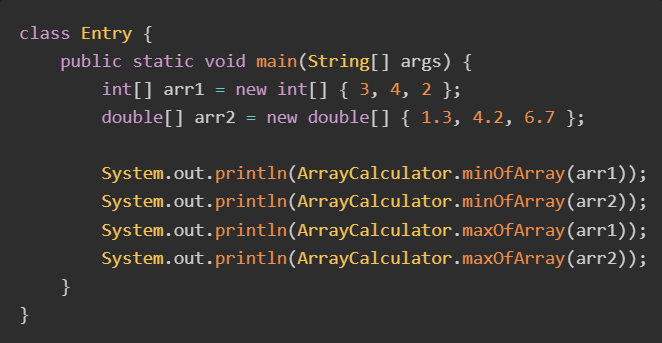 class Entry {
    public static void main(String[] args) {
        int[] arr1 = new int[] { 3, 4, 2 };
        double[] arr2 = new double[] { 1.3, 4.2, 6.7 };

        System.out.println(ArrayCalculator.minOfArray(arr1));
        System.out.println(ArrayCalculator.minOfArray(arr2));
        System.out.println(ArrayCalculator.maxOfArray(arr1));
        System.out.println(ArrayCalculator.maxOfArray(arr2));
    }
}